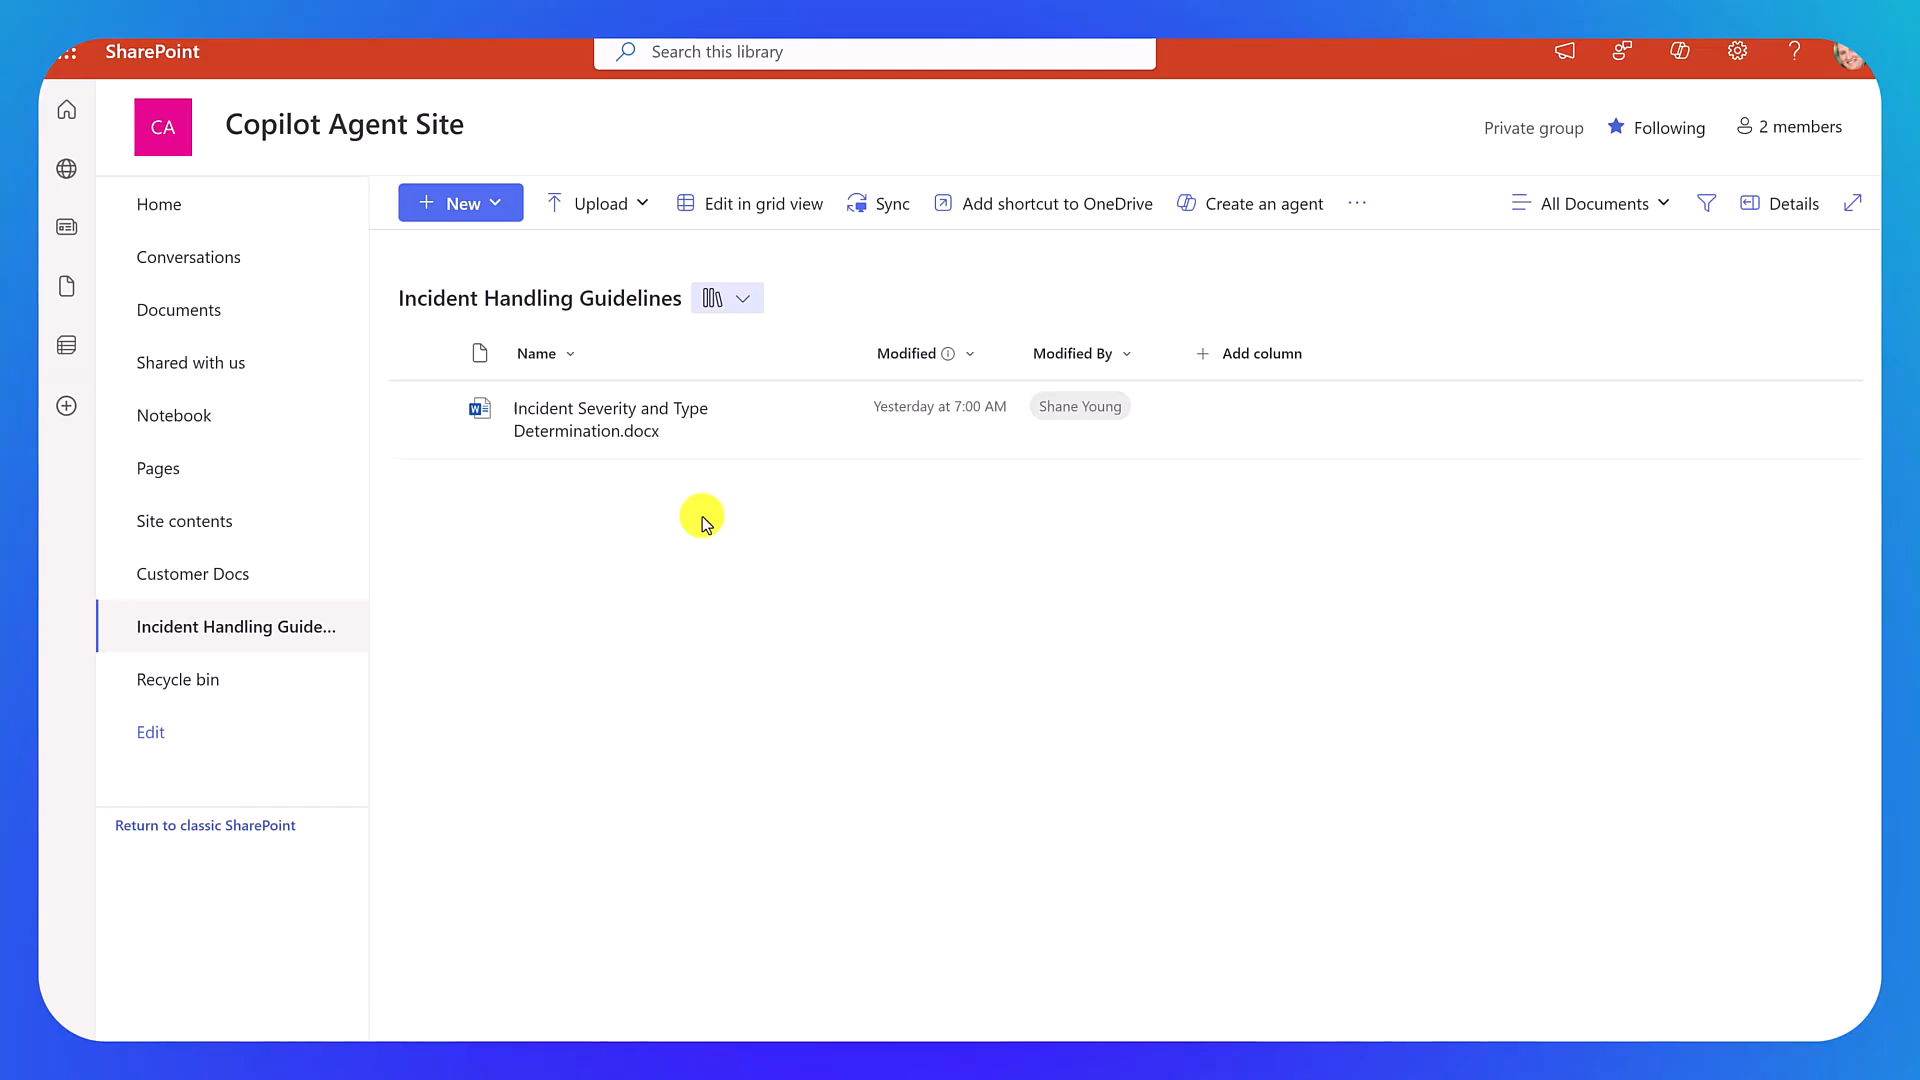 SharePoint
Search this library
CA
Copilot Agent Site
Private group
Following
2 members
Home
Conversations
Documents
Shared with us
Notebook
Pages
Site contents
Customer Docs
Incident Handling Guide...
Recycle bin
Edit
Return to classic SharePoint
+ New
Upload
Edit in grid view
Sync
Add shortcut to OneDrive
Create an agent
...
All Documents
Details
Incident Handling Guidelines
Name
Modified
Modified By
+ Add column
Incident Severity and Type
Determination.docx
Yesterday at 7:00 AM
Shane Young